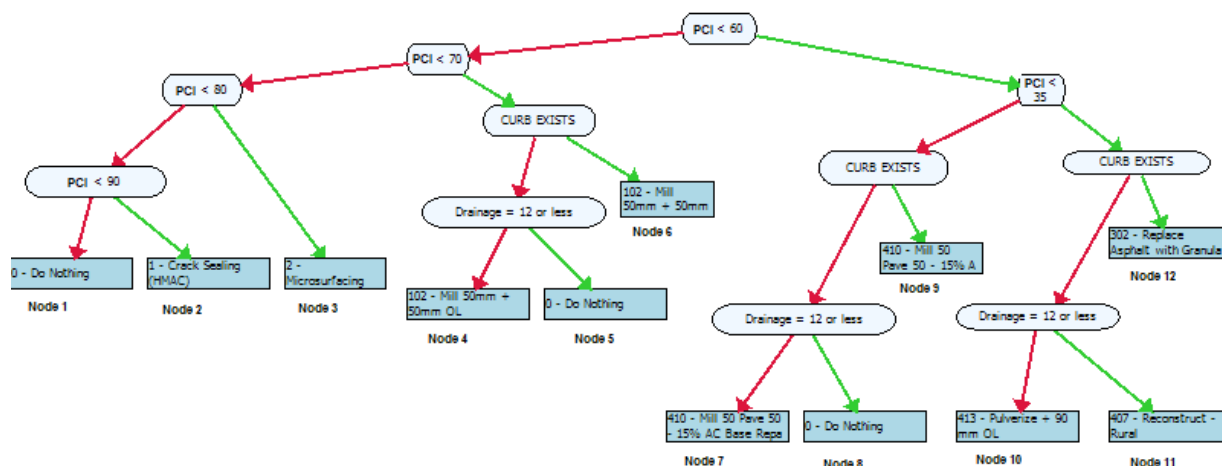 PCI < 60
PCI < 70
PCI < 80
PCI <
35
CURB EXISTS
CURB EXISTS
CURB EXISTS
PCI < 90
102 - Mill
50mm + 50mm
Node 6
Drainage = 12 or less
410 - Mill 50
Pave 50 - 15% A
Node 9
302 - Replace
Asphalt with Granula
Node 12
0 - Do Nothing
Node 1
1 - Crack Sealing
(HMAC)
Node 2
2 -
Microsurfacing
Node 3
102 - Mill 50mm +
50mm OL
Node 4
0 - Do Nothing
Node 5
Drainage = 12 or less
Drainage = 12 or less
410 - Mill 50 Pave 50
- 15% AC Base Repa
Node 7
0 - Do Nothing
Node 8
413 - Pulverize + 90
mm OL
Node 10
407 - Reconstruct -
Rural
Node 11